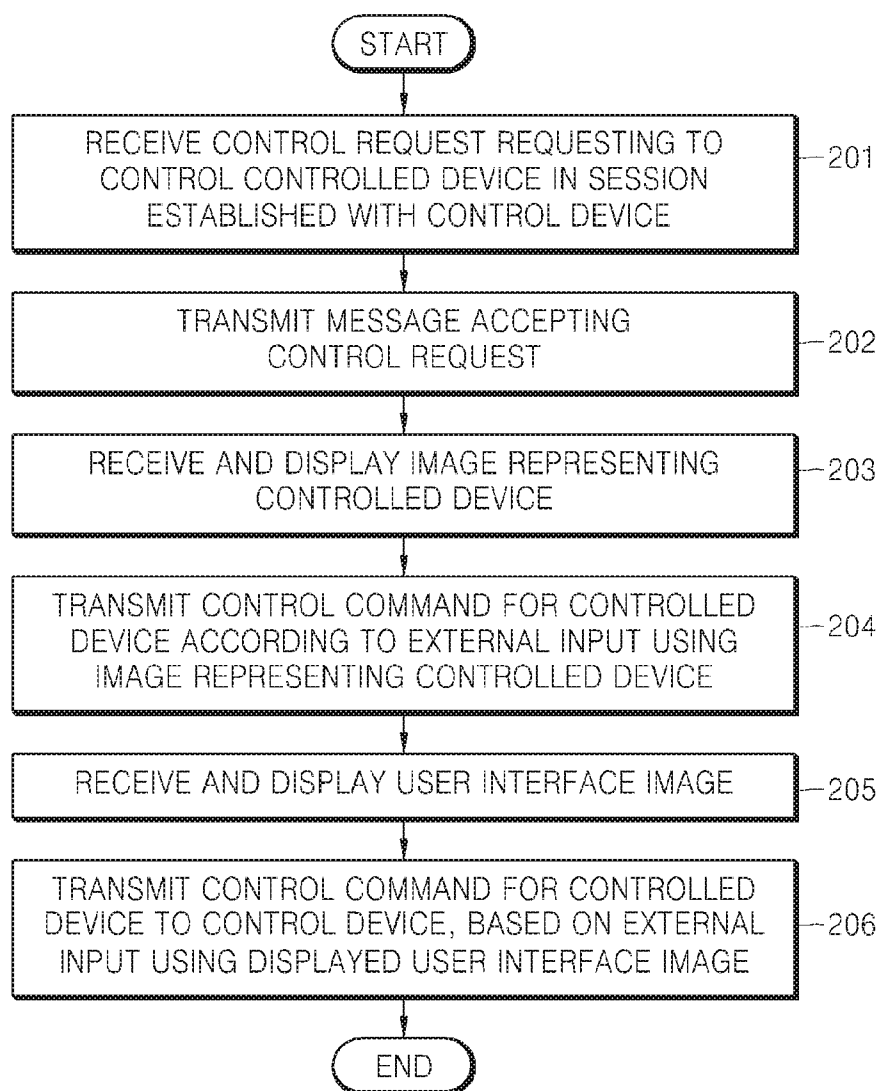 START
RECEIVE CONTROL REQUEST REQUESTING TO
CONTROL CONTROLLED DEVICE IN SESSION
ESTABLISHED WITH CONTROL DEVICE
201
TRANSMIT MESSAGE ACCEPTING
CONTROL REQUEST
202
RECEIVE AND DISPLAY IMAGE REPRESENTING
CONTROLLED DEVICE
203
TRANSMIT CONTROL COMMAND FOR CONTROLLED
DEVICE ACCORDING TO EXTERNAL INPUT USING
IMAGE REPRESENTING CONTROLLED DEVICE
204
RECEIVE AND DISPLAY USER INTERFACE IMAGE
205
TRANSMIT CONTROL COMMAND FOR CONTROLLED
DEVICE TO CONTROL DEVICE, BASED ON EXTERNAL
INPUT USING DISPLAYED USER INTERFACE IMAGE
206
END